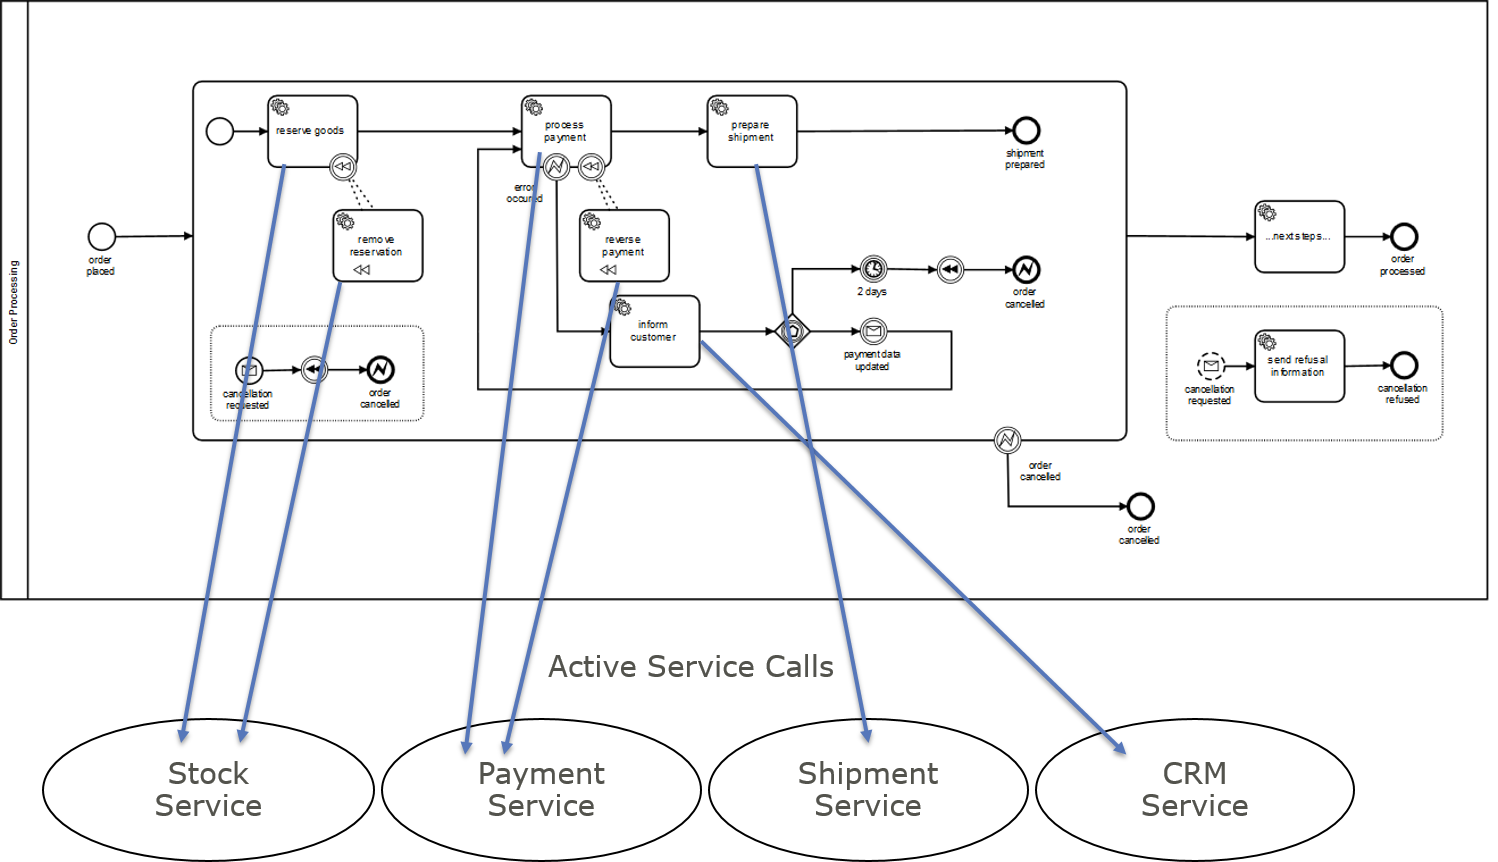 Order Processing
order
placed
reserve goods
remove
reservation
cancellation
requested
order
cancelled
process
payment
error
occured
reverse
payment
inform
customer
prepare
shipment
shipment
prepared
2 days
order
cancelled
payment data
updated
order
cancelled
order
cancelled
...next steps...
order
processed
cancellation
requested
send refusal
information
cancellation
refused
Active Service Calls
Stock
Service
Payment
Service
Shipment
Service
CRM
Service